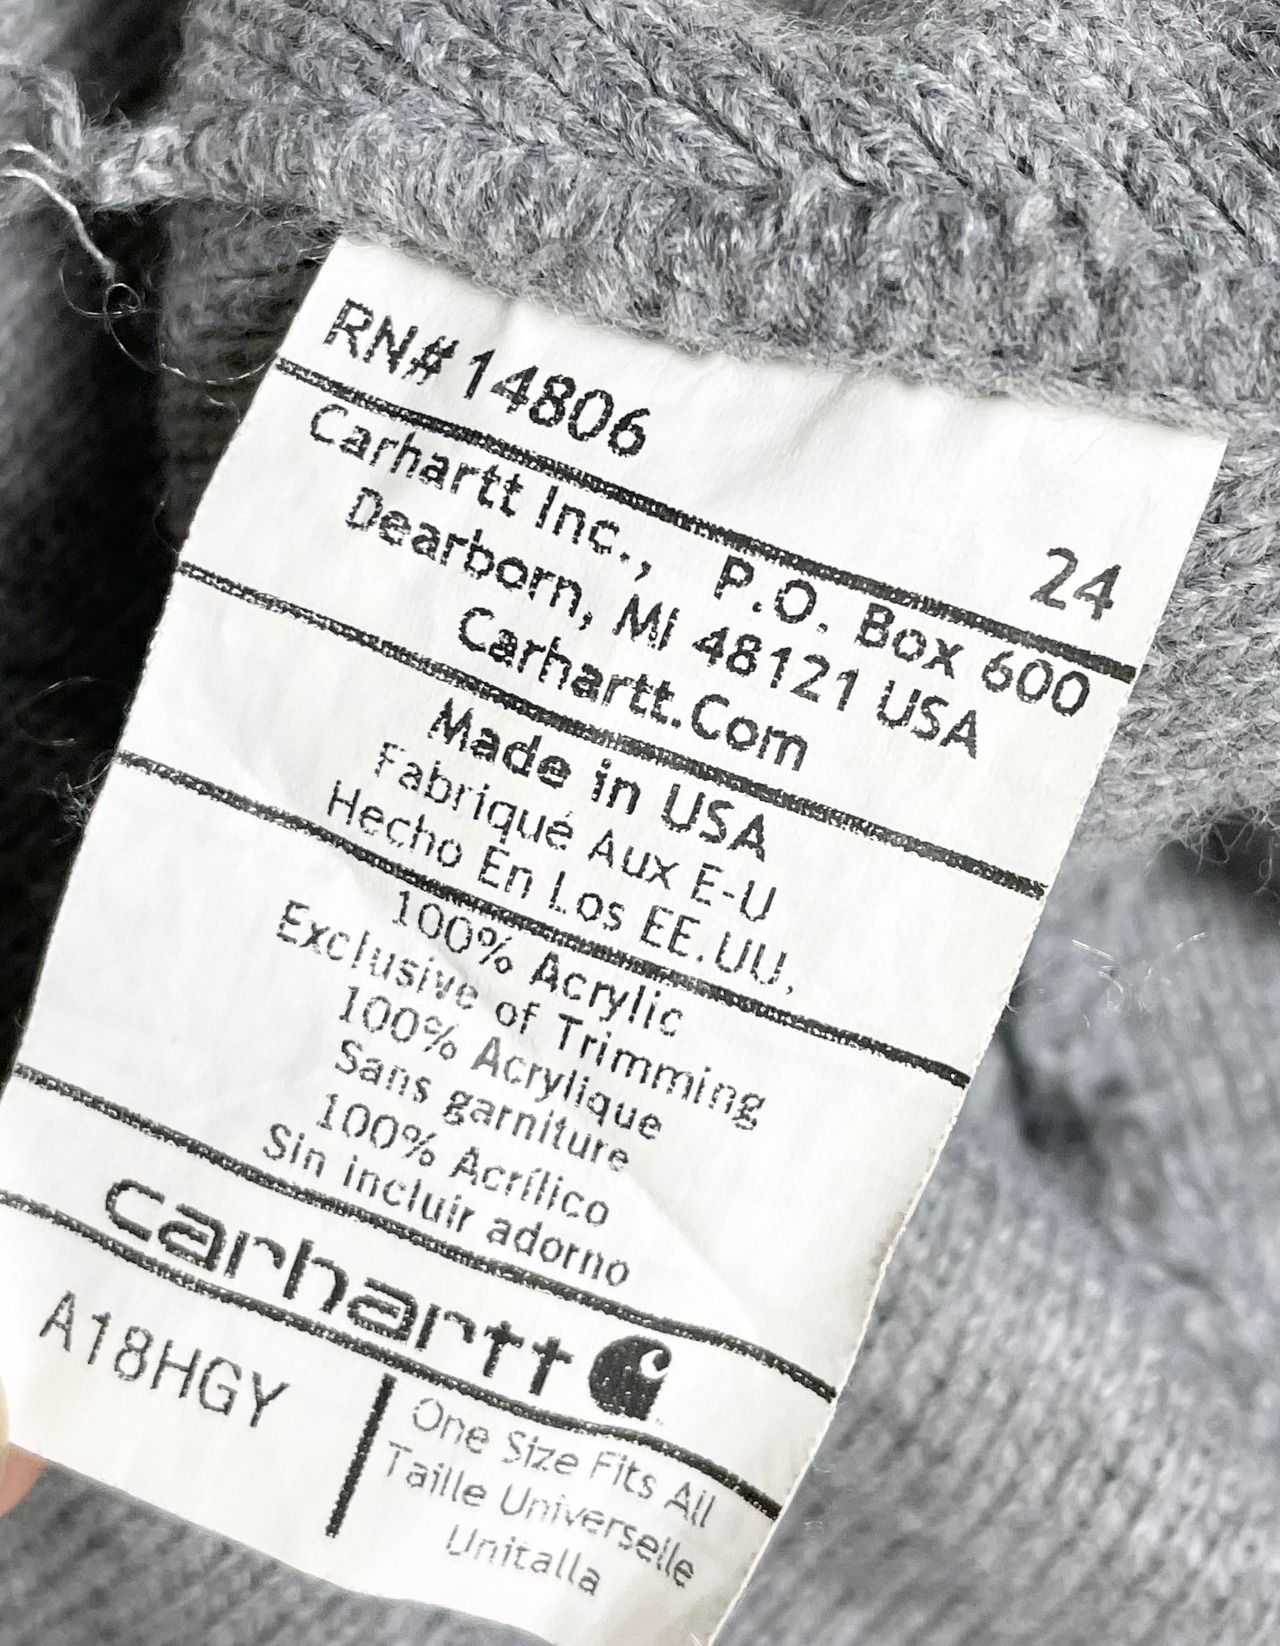 RN# 14806 24
Carhartt Inc., P.O. Box 600
Dearborn, MI 48121 USA
Carhartt.Com
Made in USA
Fabriqué Aux E-U
Hecho En Los EE.UU.
100% Acrylic
Exclusive of Trimming
100% Acrylique
Sans garniture
100% Acrílico
Sin incluir adorno
carhartt
A18HGY
One Size Fits All
Taille Universelle
Unitalla